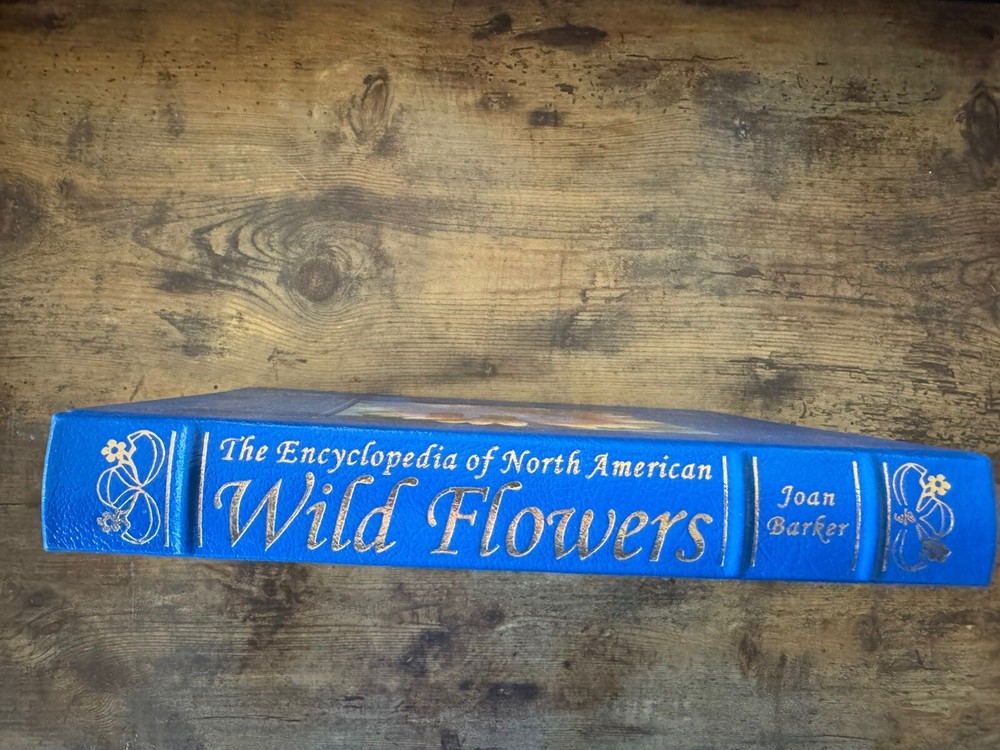 The Encyclopedia of North American
Wild Flowers
Joan
Barker